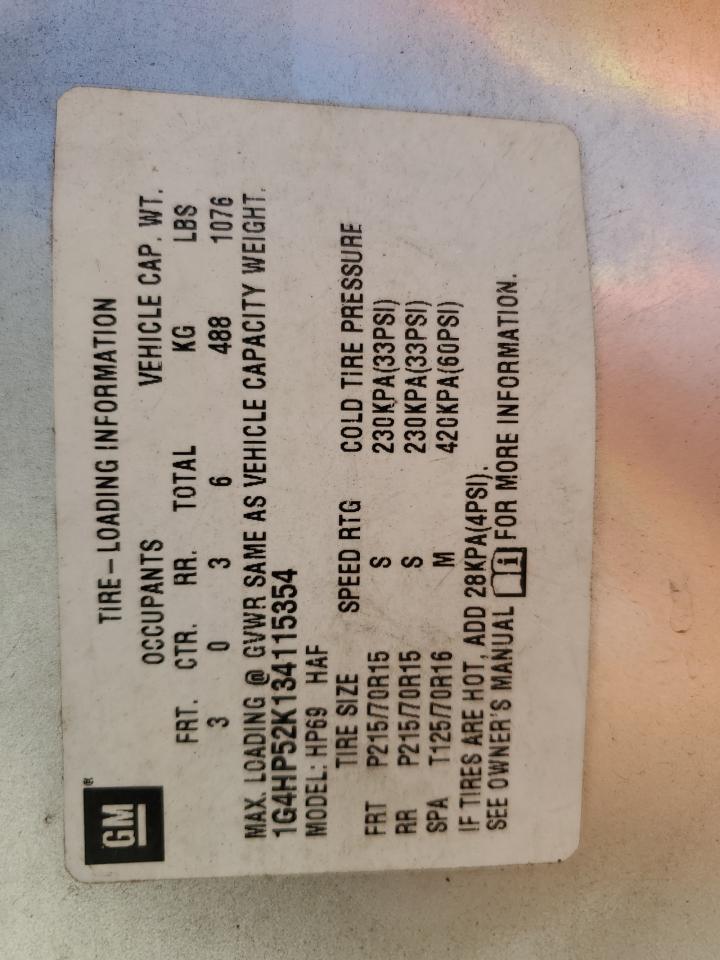 GM®
TIRE-LOADING INFORMATION
OCCUPANTS VEHICLE CAP. WT.
FRT. CTR. RR. TOTAL KG LBS
3 0 3 6 488 1076
MAX. LOADING @ GVWR SAME AS VEHICLE CAPACITY WEIGHT.
1G4HP52K134115354
MODEL: HP69 HAF
TIRE SIZE SPEED RTG COLD TIRE PRESSURE
FRT P215/70R15 S 230KPA(33PSI)
RR P215/70R15 S 230KPA(33PSI)
SPA T125/70R16 M 420KPA(60PSI)
IF TIRES ARE HOT, ADD 28KPA(4PSI).
SEE OWNER'S MANUAL i FOR MORE INFORMATION.